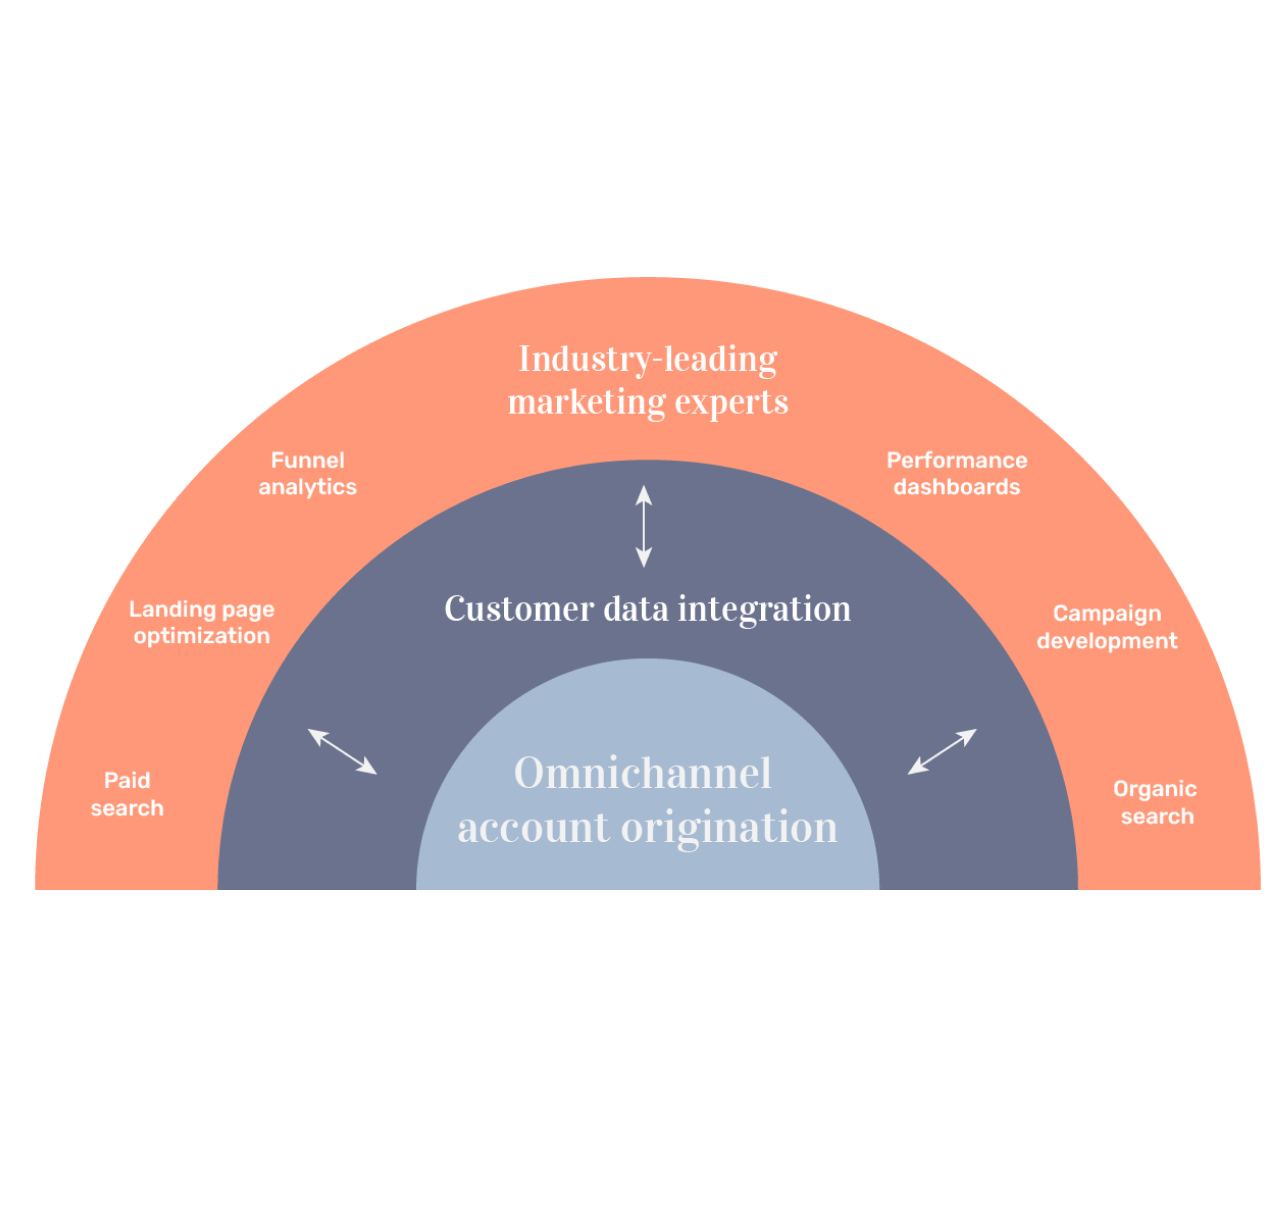 Industry-leading
marketing experts
Funnel
analytics
Performance
dashboards
Landing page
optimization
Customer data integration
Campaign
development
Paid
search
Omnichannel
account origination
Organic
search